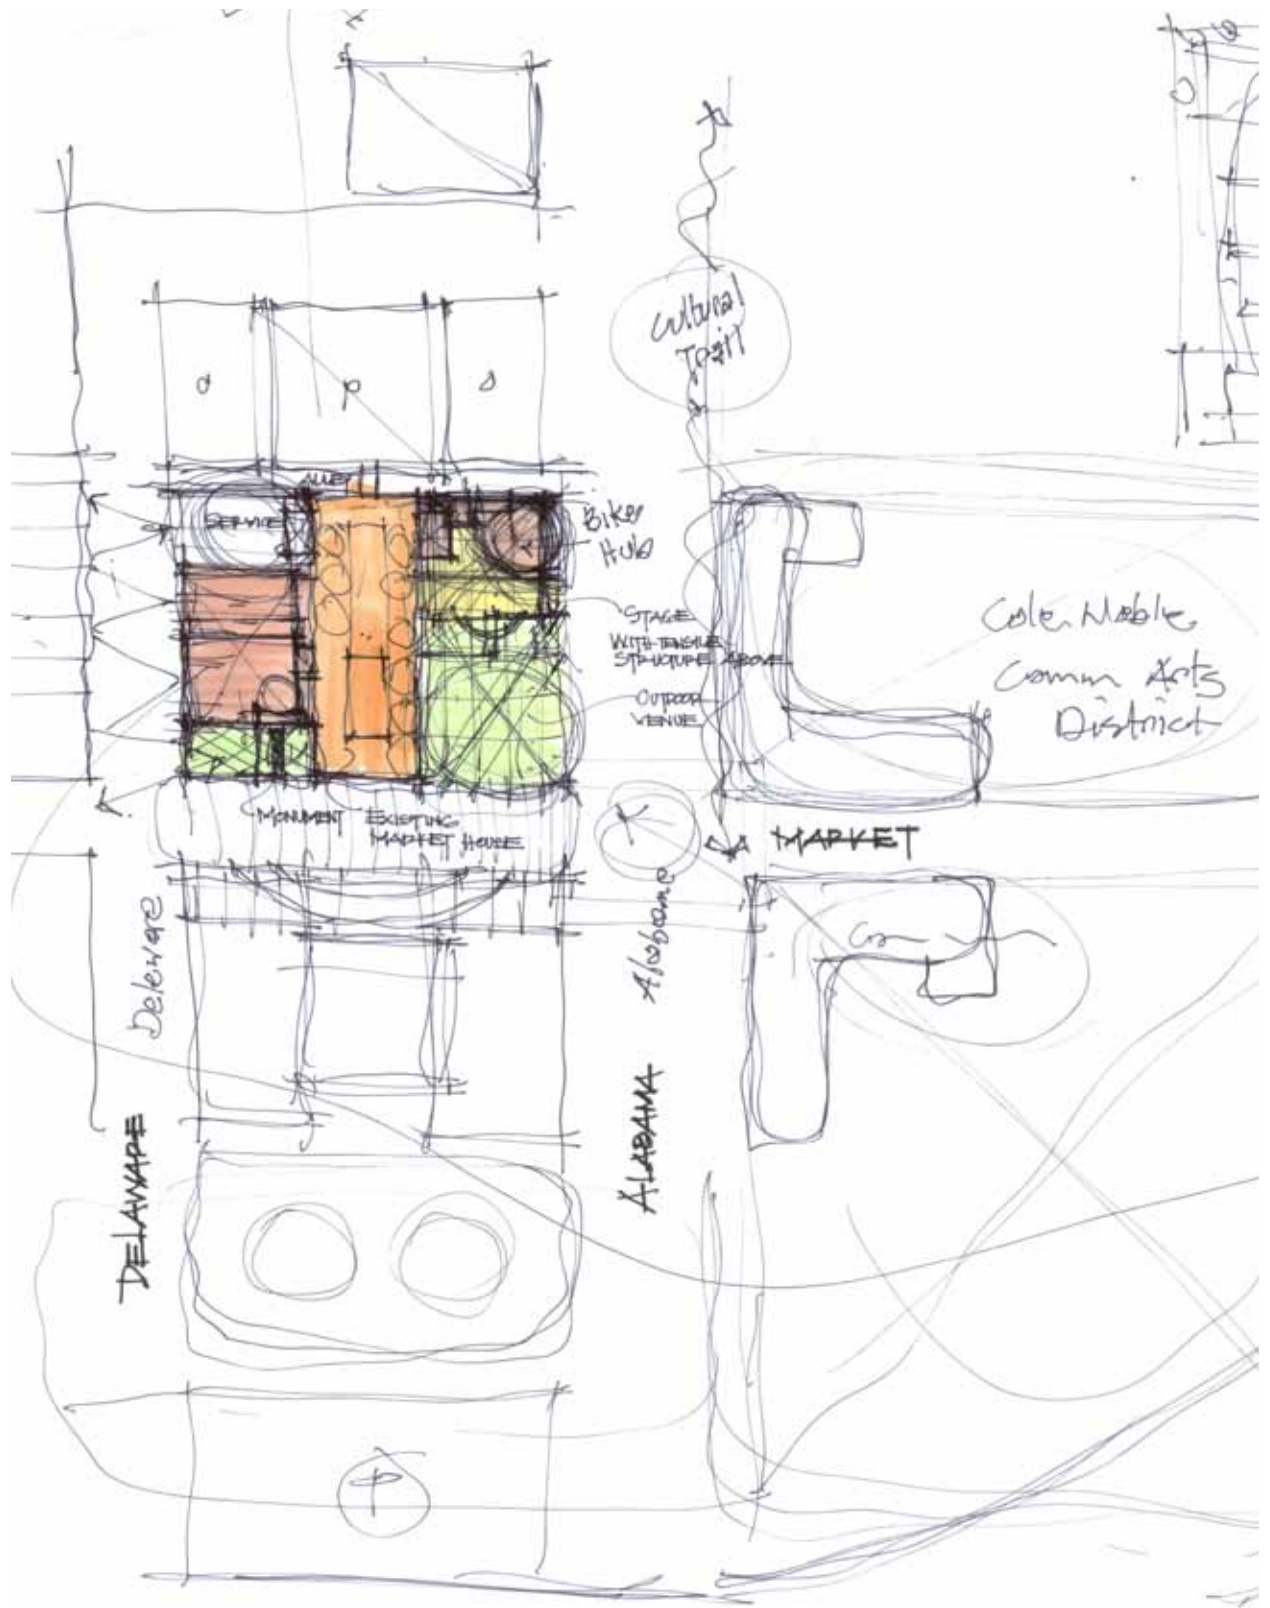 Cultural
Trail
d
p
s
ALLEY
SERVICE
Bike
Hub
STAGE
WITH TENSILE
STRUCTURE ABOVE
OUTDOOR
VENUE
Cole Noble
Comm Arts
District
MONUMENT
EXISTING
MARKET HOUSE
MARKET
Delaware
Alabama
DELAWARE
ALABAMA
P